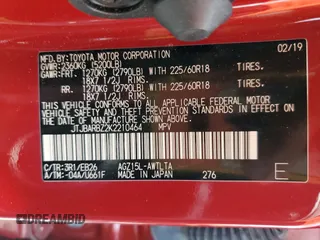 MFD. BY: TOYOTA MOTOR CORPORATION 02/19
GVWR: 2360KG (5200LB)
GAWR: FRT. 1270KG (2790LB) WITH 225/60R18 TIRES.
18X7 1/2J RIMS.
RR. 1270KG (2790LB) WITH 225/60R18 TIRES.
18X7 1/2J RIMS.
THIS VEHICLE CONFORMS TO ALL APPLICABLE FEDERAL MOTOR
VEHICLE SAFETY AND THEFT PREVENTION STANDARDS IN
EFFECT ON THE DATE OF MANUFACTURE SHOWN ABOVE.
JTJBARBZ2K2210464 MPV
C/TR: 3R1/EB26 AGZ15L-AWTLTA
A/TM: -04A/U661F MADE IN JAPAN 276
E
© AUTOBIDMASTER